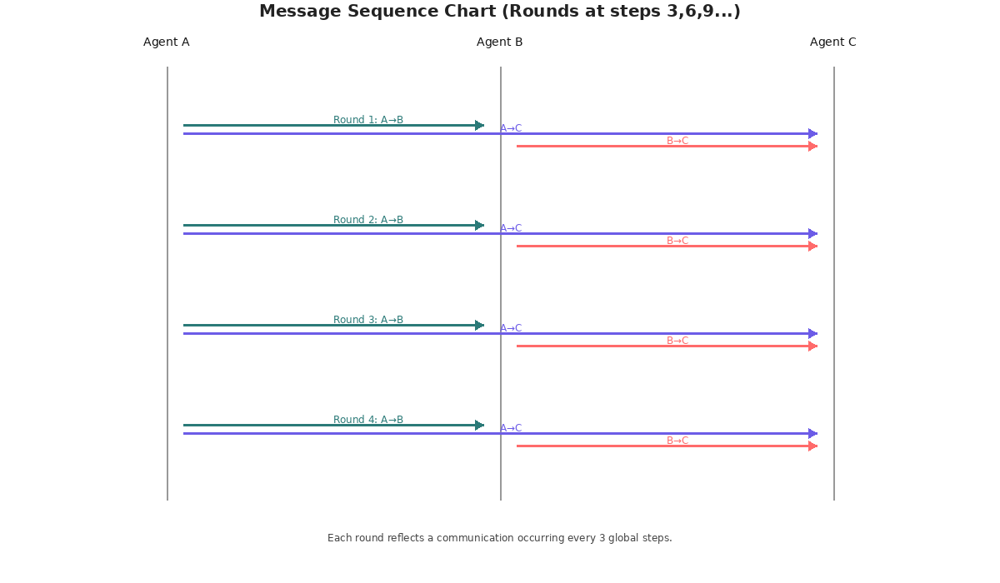 Message Sequence Chart (Rounds at steps 3,6,9...)
Agent A
Agent B
Agent C
Round 1: A→B
A→C
B→C
Round 2: A→B
A→C
B→C
Round 3: A→B
A→C
B→C
Round 4: A→B
A→C
B→C
Each round reflects a communication occurring every 3 global steps.